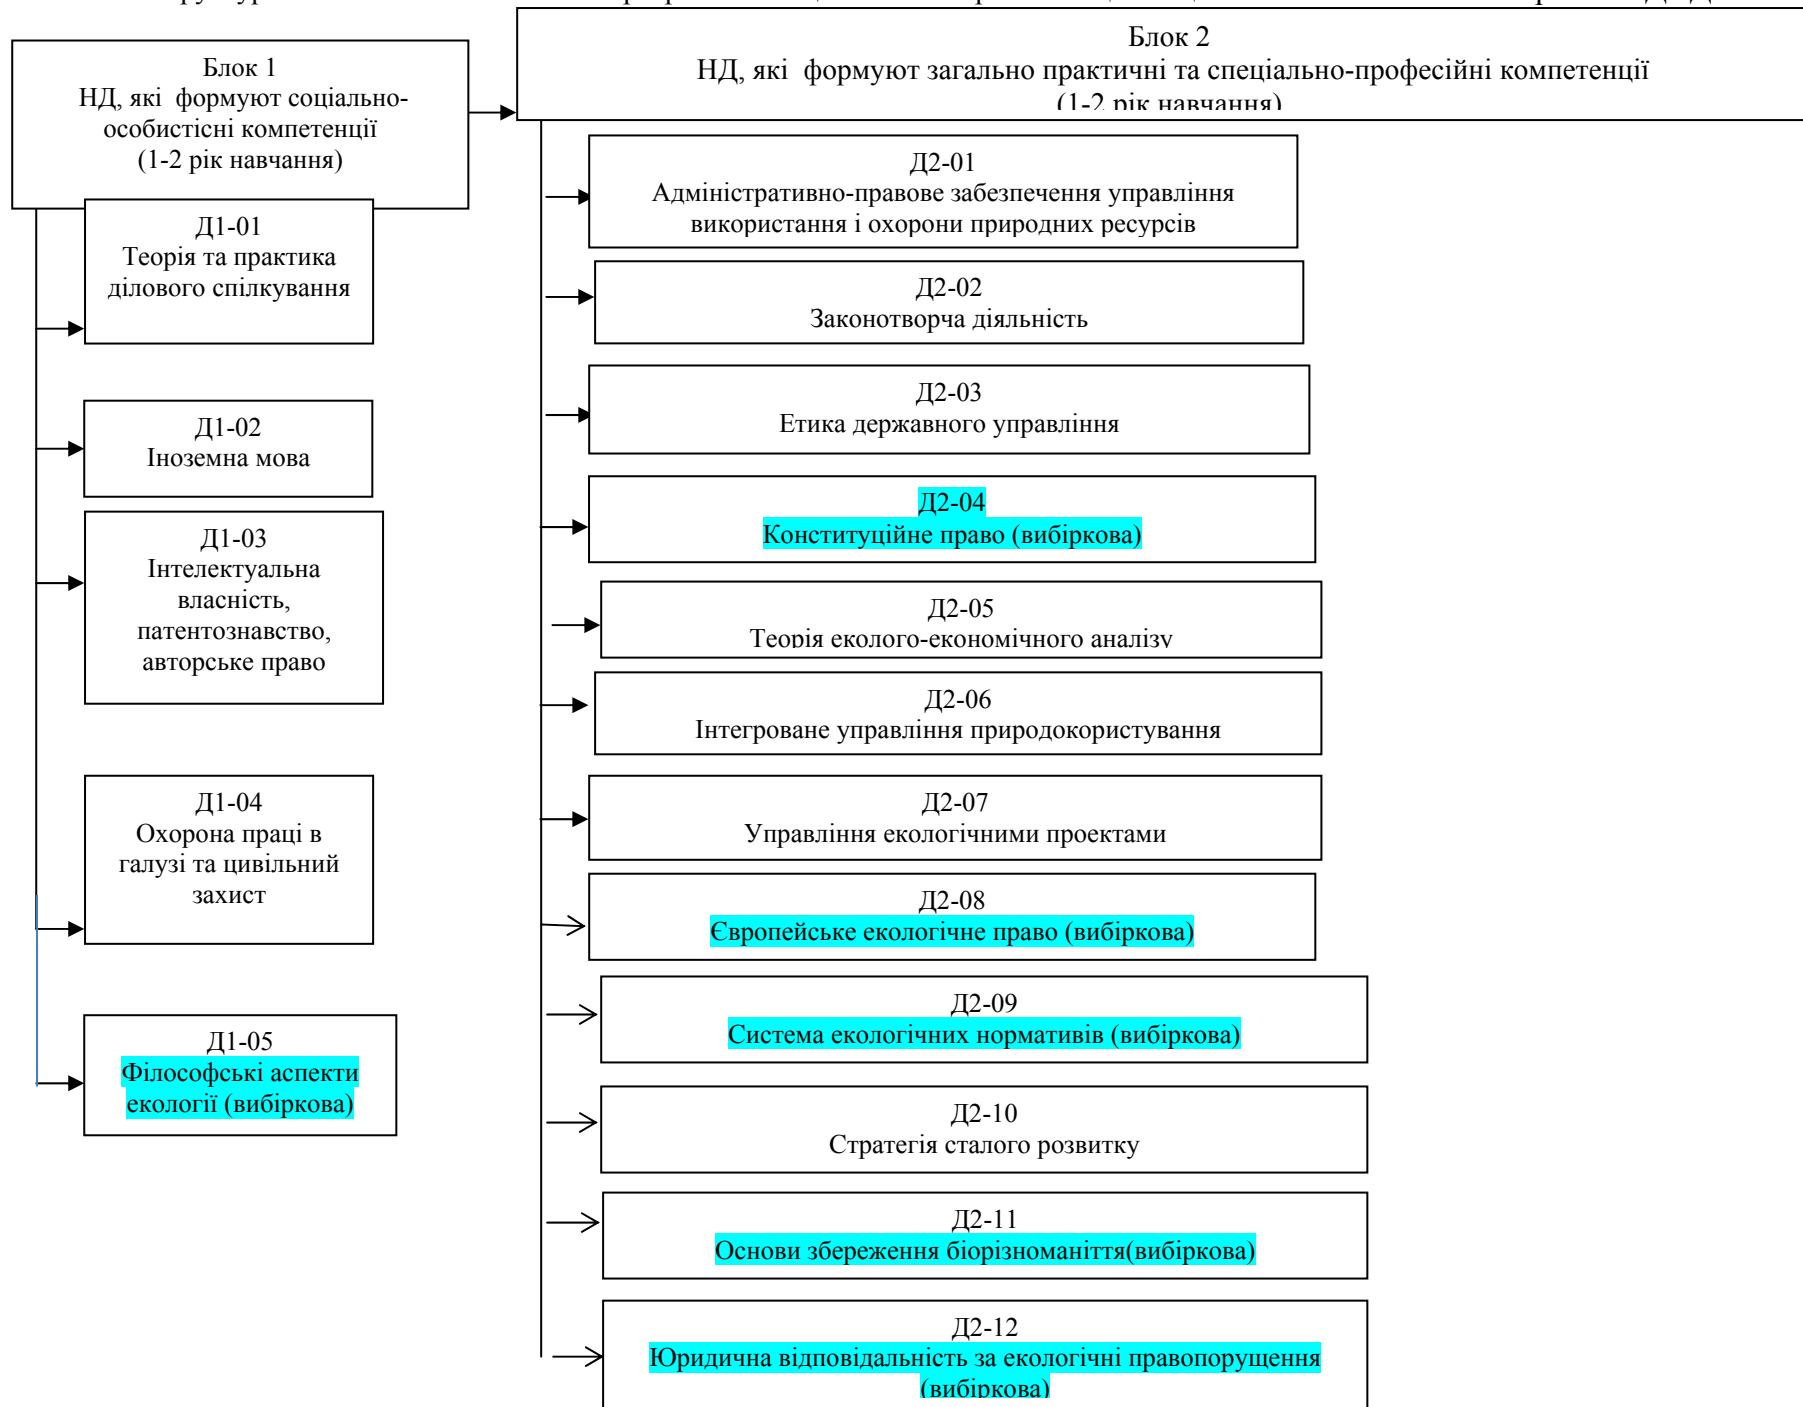 Блок 1
НД, які формуют соціально-
особистісні компетенції
(1-2 рік навчання)
Д1-01
Теорія та практика
ділового спілкування
Д1-02
Іноземна мова
Д1-03
Інтелектуальна
власність,
патентознавство,
авторське право
Д1-04
Охорона праці в
галузі та цивільний
захист
Д1-05
Філософські аспекти
екології (вибіркова)
Блок 2
НД, які формуют загально практичні та спеціально-професійні компетенції
(1-2 рік навчання)
Д2-01
Адміністративно-правове забезпечення управління
використання і охорони природних ресурсів
Д2-02
Законотворча діяльність
Д2-03
Етика державного управління
Д2-04
Конституційне право (вибіркова)
Д2-05
Теорія еколого-економічного аналізу
Д2-06
Інтегроване управління природокористування
Д2-07
Управління екологічними проектами
Д2-08
Європейське екологічне право (вибіркова)
Д2-09
Система екологічних нормативів (вибіркова)
Д2-10
Стратегія сталого розвитку
Д2-11
Основи збереження біорізноманіття(вибіркова)
Д2-12
Юридична відповідальність за екологічні правопорущення
(вибіркова)